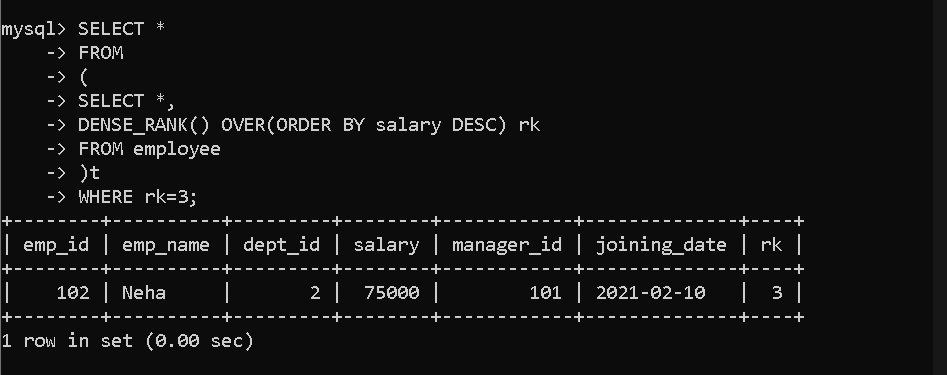 mysql> SELECT *
    -> FROM
    -> (
    -> SELECT *,
    -> DENSE_RANK() OVER(ORDER BY salary DESC) rk
    -> FROM employee
    -> )t
    -> WHERE rk=3;
+--------+----------+---------+--------+------------+--------------+----+
| emp_id | emp_name | dept_id | salary | manager_id | joining_date | rk |
+--------+----------+---------+--------+------------+--------------+----+
|    102 | Neha     |       2 |  75000 |        101 | 2021-02-10   |  3 |
+--------+----------+---------+--------+------------+--------------+----+
1 row in set (0.00 sec)